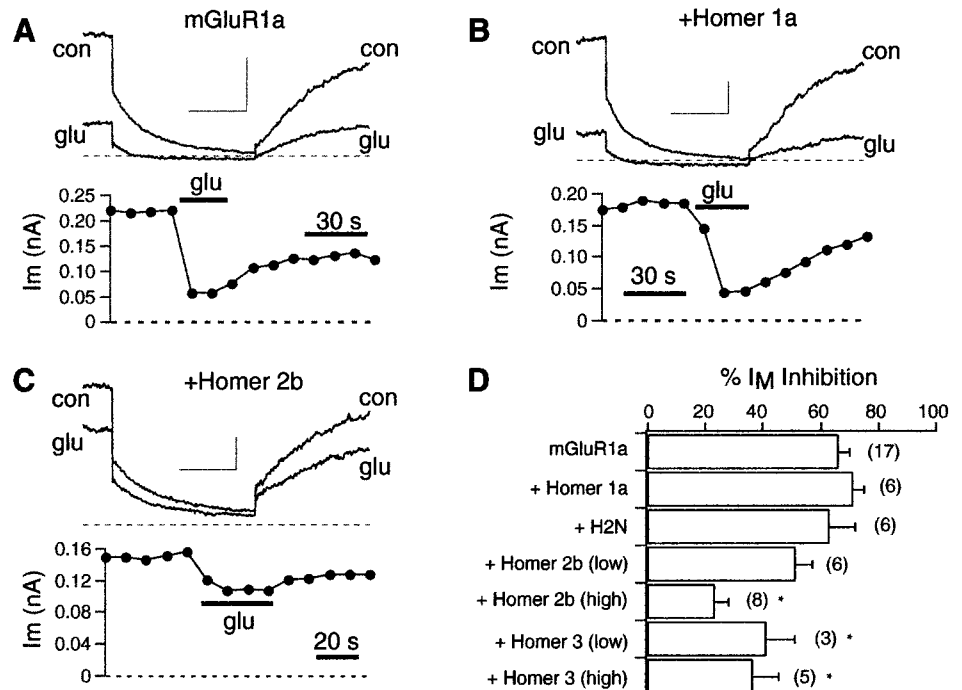 A
mGluR1a
con
con
glu
glu
Im (nA)
0.25
0.20
0.15
0.10
0.05
0
glu
30 s
B
+Homer 1a
con
con
glu
glu
Im (nA)
0.20
0.15
0.10
0.05
0
glu
30 s
C
+Homer 2b
con
con
glu
glu
Im (nA)
0.16
0.12
0.08
0.04
0
glu
20 s
D
% IM Inhibition
0 20 40 60 80 100
mGluR1a (17)
+ Homer 1a (6)
+ H2N (6)
+ Homer 2b (low) (6)
+ Homer 2b (high) (8) *
+ Homer 3 (low) (3) *
+ Homer 3 (high) (5) *